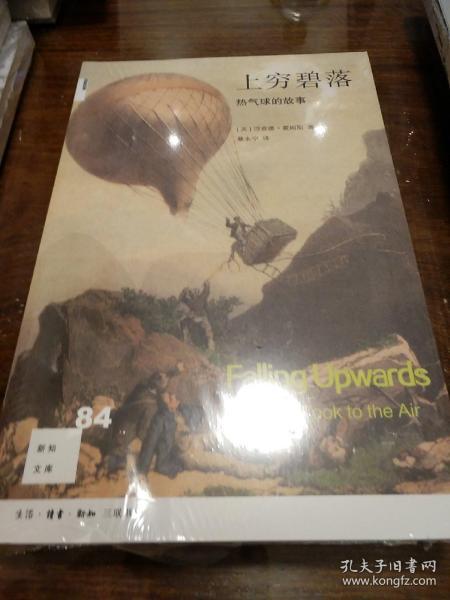 上穷碧落
热气球的故事
[英]理查德·霍姆斯 著
暴永宁 译
Falling Upwards
ook to the Air
84
新知
文库
生活·讀書·新知 三联书
孔夫子旧书网
www.kongfz.com